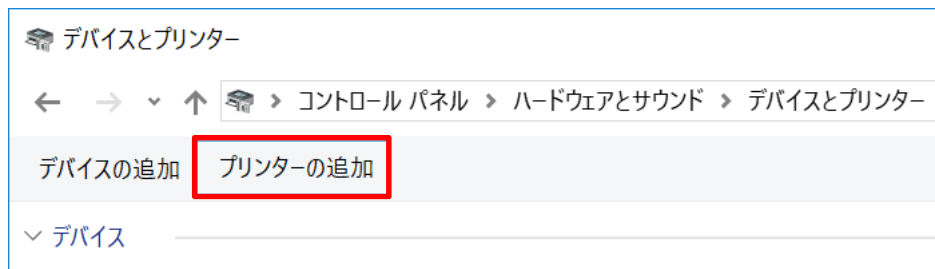 デバイスとプリンター
コントロール パネル > ハードウェアとサウンド > デバイスとプリンター
デバイスの追加 プリンターの追加
デバイス